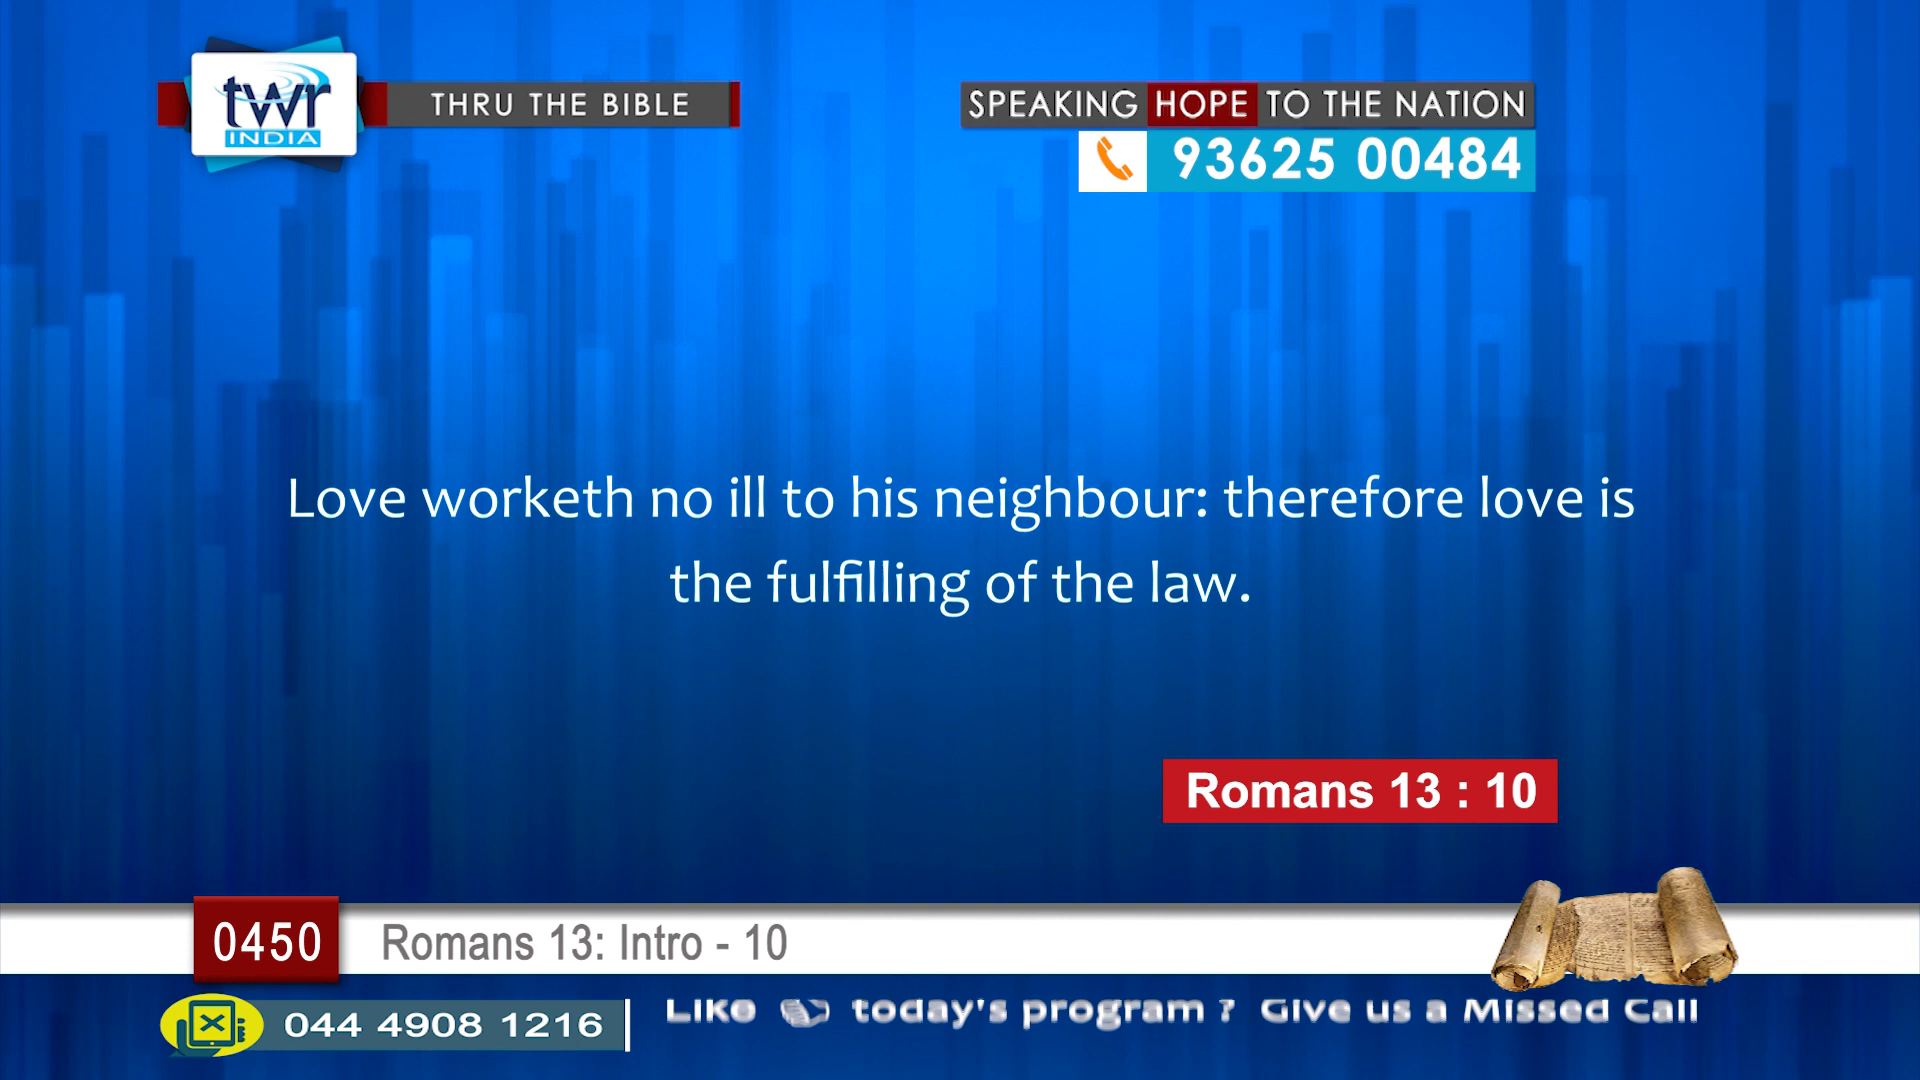 twr
INDIA
THRU THE BIBLE
SPEAKING HOPE TO THE NATION
93625 00484
Love worketh no ill to his neighbour: therefore love is
the fulfilling of the law.
Romans 13 : 10
0450
Romans 13: Intro - 10
044 4908 1216
Like today's program ? Give us a Missed Call